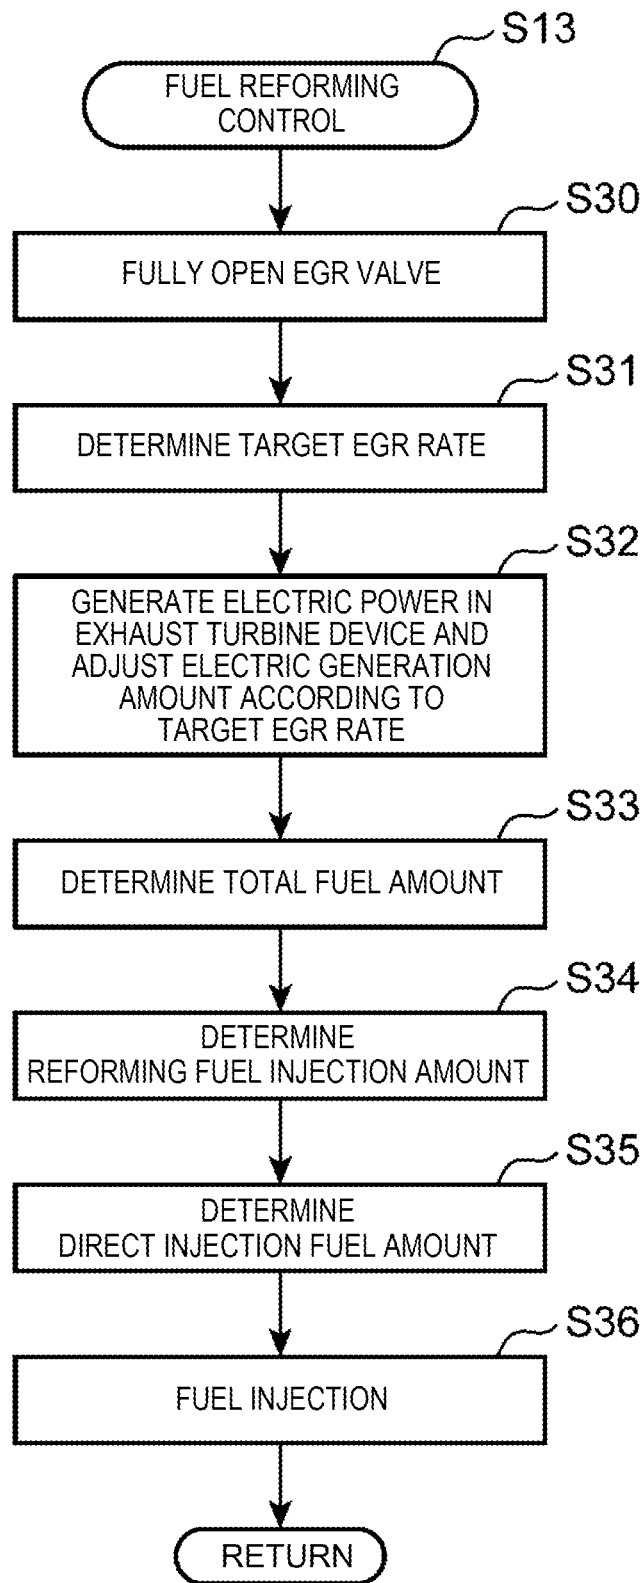 S13
FUEL REFORMING
CONTROL
S30
FULLY OPEN EGR VALVE
S31
DETERMINE TARGET EGR RATE
S32
GENERATE ELECTRIC POWER IN
EXHAUST TURBINE DEVICE AND
ADJUST ELECTRIC GENERATION
AMOUNT ACCORDING TO
TARGET EGR RATE
S33
DETERMINE TOTAL FUEL AMOUNT
S34
DETERMINE
REFORMING FUEL INJECTION AMOUNT
S35
DETERMINE
DIRECT INJECTION FUEL AMOUNT
S36
FUEL INJECTION
RETURN